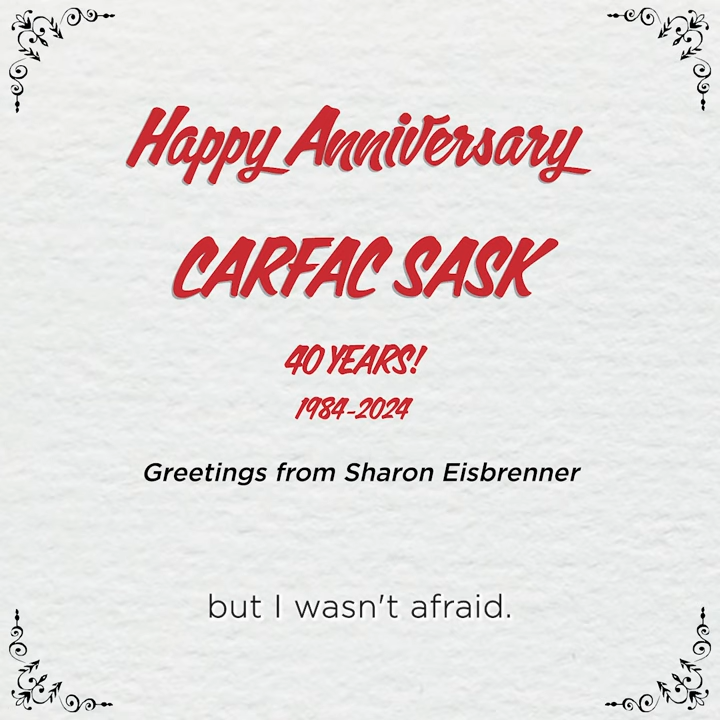 Happy Anniversary
CARFAC SASK
40 YEARS!
1984-2024
Greetings from Sharon Eisbrenner
but I wasn't afraid.